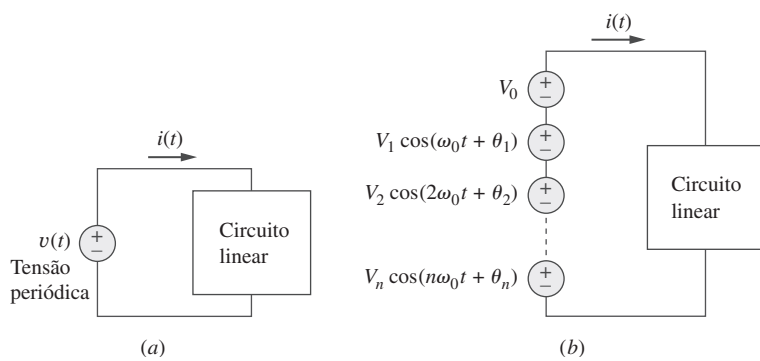 i(t)
v(t)
Tensão
periódica
+
−
Circuito
linear
(a)
i(t)
V₀
+
−
V₁ cos(ω₀t + θ₁)
+
−
V₂ cos(2ω₀t + θ₂)
+
−
Vₙ cos(nω₀t + θₙ)
+
−
Circuito
linear
(b)